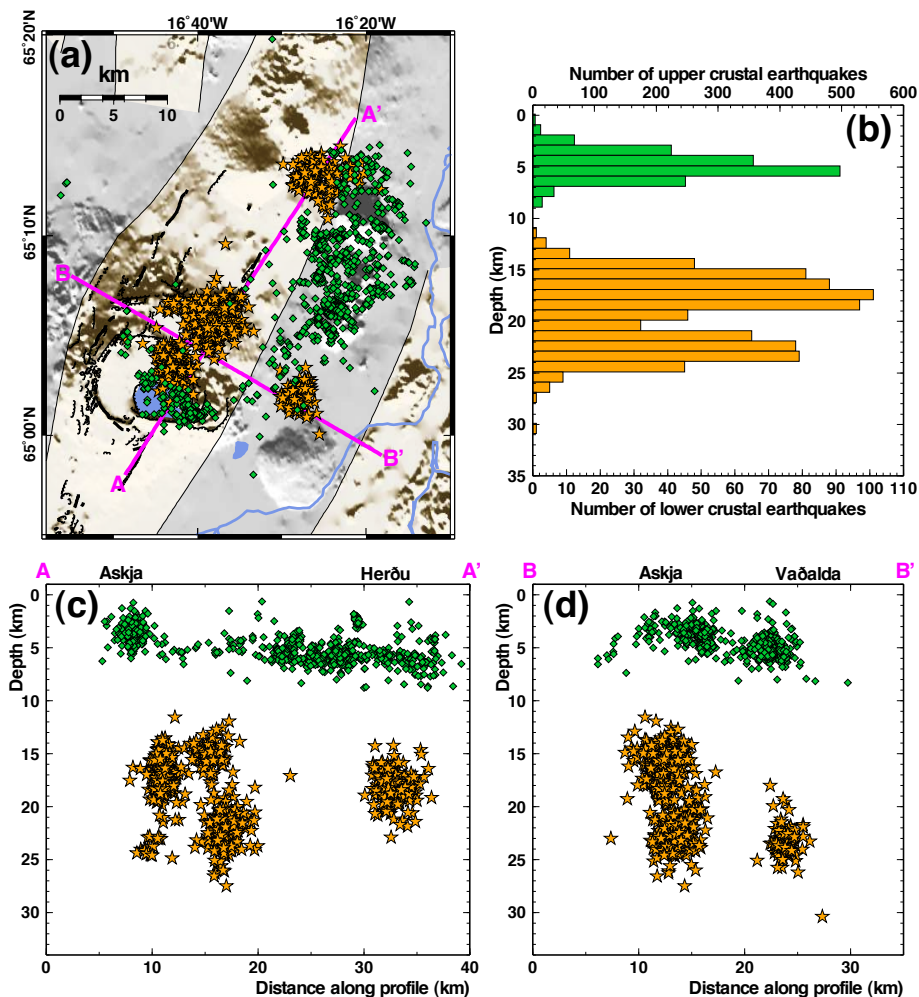 16˚40'W
16˚20'W
65˚20'N
65˚10'N
65˚00'N
(a)
km
0 5 10
A'
B
A
B'
Number of upper crustal earthquakes
0 100 200 300 400 500 600
(b)
Depth (km)
0
5
10
15
20
25
30
35
0 10 20 30 40 50 60 70 80 90 100 110
Number of lower crustal earthquakes
A Askja Herðu A'
(c)
Depth (km)
0
5
10
15
20
25
30
0 10 20 30 40
Distance along profile (km)
B Askja Vaðalda B'
(d)
Depth (km)
0
5
10
15
20
25
30
0 10 20 30
Distance along profile (km)